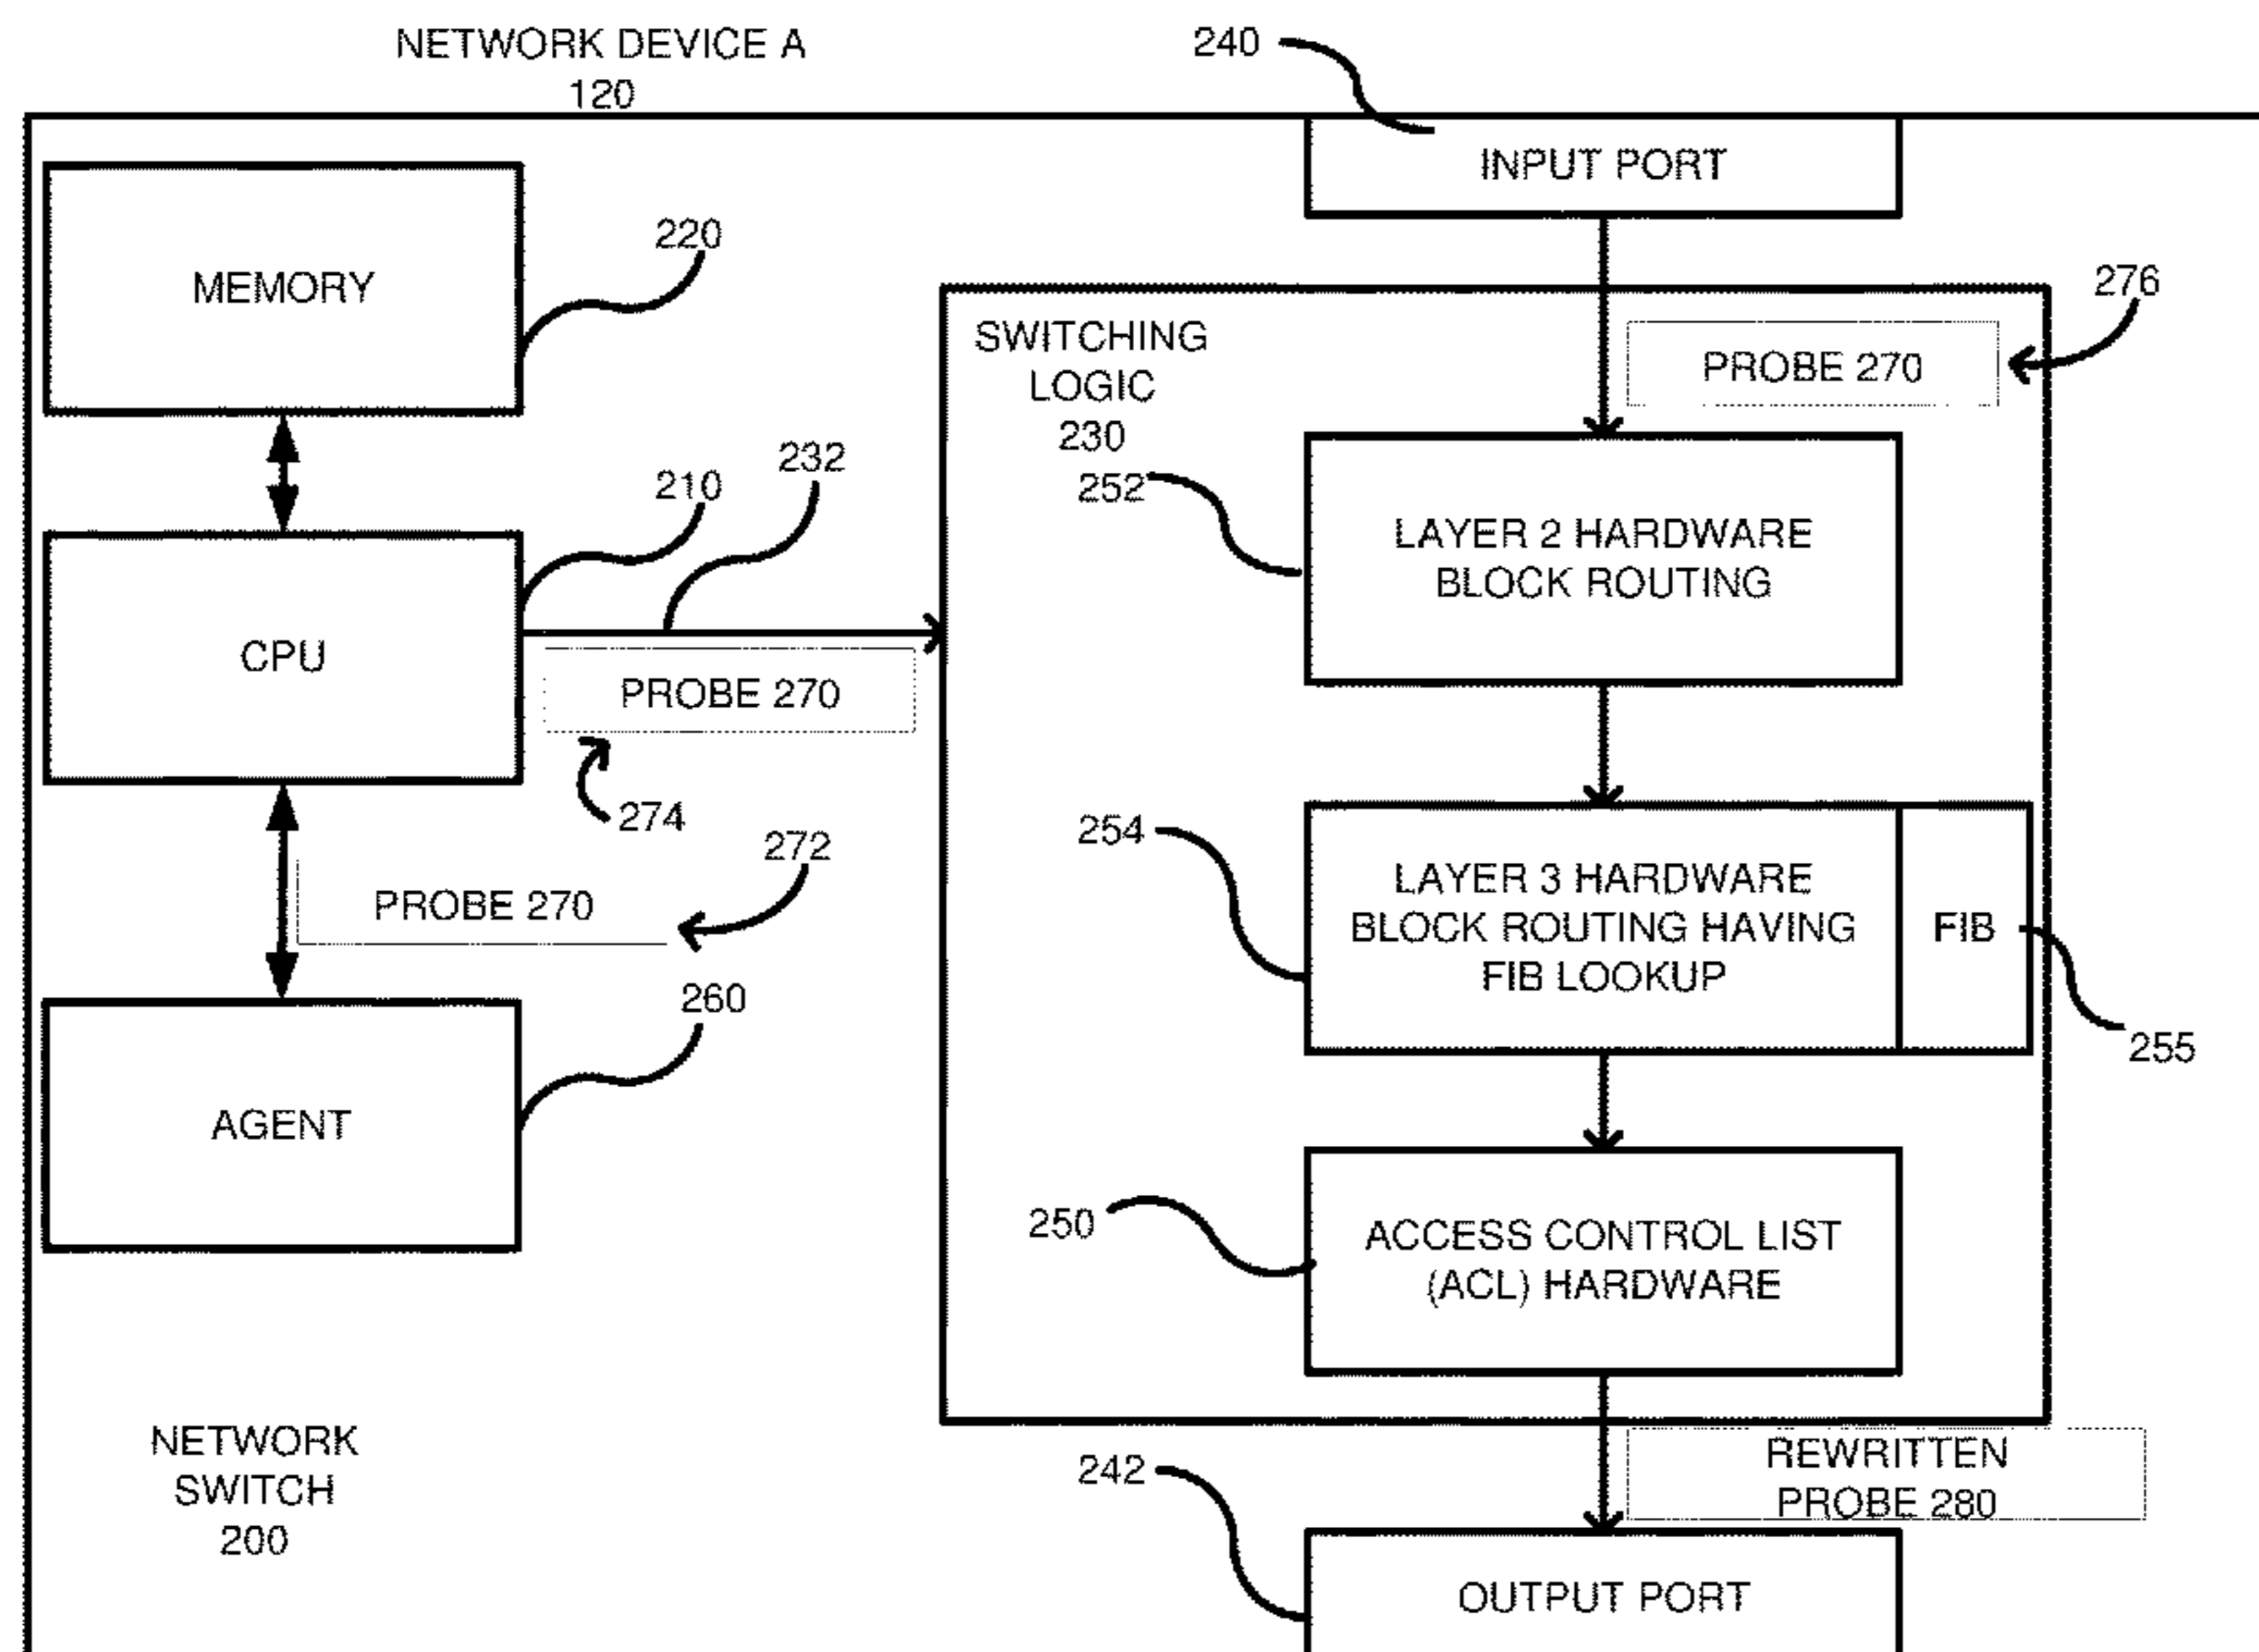 NETWORK DEVICE A
120
240
INPUT PORT
MEMORY
220
276
SWITCHING
LOGIC
230
PROBE 270
252
LAYER 2 HARDWARE
BLOCK ROUTING
232
210
CPU
PROBE 270
274
272
PROBE 270
254
LAYER 3 HARDWARE
BLOCK ROUTING HAVING
FIB LOOKUP
FIB
255
260
AGENT
250
ACCESS CONTROL LIST
(ACL) HARDWARE
NETWORK
SWITCH
200
REWRITTEN
PROBE 280
242
OUTPUT PORT